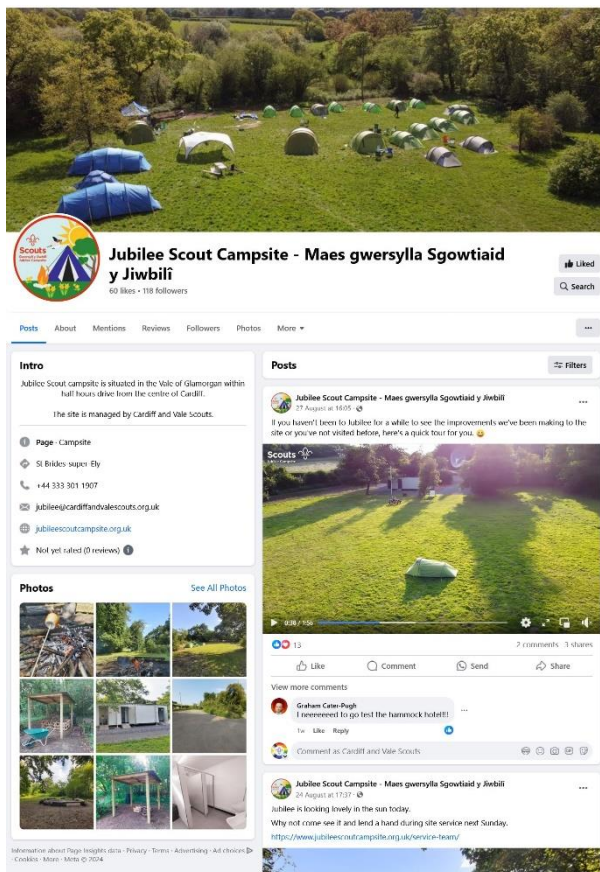 Scouts
Jubilee Scout Campsite - Maes gwersylla Sgowtiaid
y Jiwbilî
60 likes • 118 followers
Liked
Search
Posts
About
Mentions
Reviews
Followers
Photos
More
Intro
Jubilee Scout campsite is situated in the Vale of Glamorgan within
half hours drive from the centre of Cardiff.
The site is managed by Cardiff and Vale Scouts.
Page · Campsite
St Brides-super-Ely
+44 333 301 1907
jubilee@cardiffandvalescouts.org.uk
jubileescoutcampsite.org.uk
Not yet rated (0 reviews)
Photos
See All Photos
Information about Page Insights data · Privacy · Terms · Advertising · Ad choices
· Cookies · More · Meta © 2024
Posts
Filters
Jubilee Scout Campsite - Maes gwersylla Sgowtiaid y Jiwbilî
27 August at 16:05 ·
If you haven't been to Jubilee for a while to see the improvements we've been making to the
site or you've not visited before, here's a quick tour for you. 😀
Scouts
0:30 / 1:56
13
2 comments 3 shares
Like
Comment
Send
Share
View more comments
Graham Cater-Pugh
I neeeeeeed to go test the hammock hotel!!!
1w Like Reply
Comment as Cardiff and Vale Scouts
Jubilee Scout Campsite - Maes gwersylla Sgowtiaid y Jiwbilî
24 August at 17:37 ·
Jubilee is looking lovely in the sun today.
Why not come see it and lend a hand during site service next Sunday.
https://www.jubileescoutcampsite.org.uk/service-team/